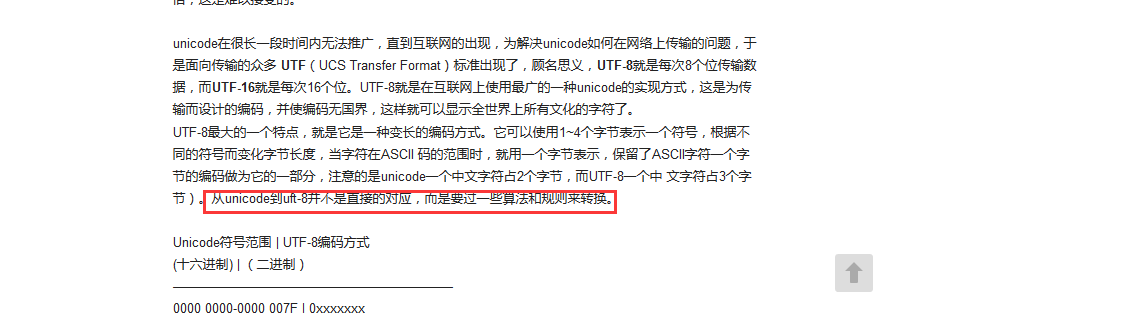 unicode在很长一段时间内无法推广，直到互联网的出现，为解决unicode如何在网络上传输的问题，于
是面向传输的众多 UTF（UCS Transfer Format）标准出现了，顾名思义，UTF-8就是每次8个位传输数
据，而UTF-16就是每次16个位。UTF-8就是在互联网上使用最广的一种unicode的实现方式，这是为传
输而设计的编码，并使编码无国界，这样就可以显示全世界上所有文化的字符了。
UTF-8最大的一个特点，就是它是一种变长的编码方式。它可以使用1~4个字节表示一个符号，根据不
同的符号而变化字节长度，当字符在ASCII 码的范围时，就用一个字节表示，保留了ASCII字符一个字
节的编码做为它的一部分，注意的是unicode一个中文字符占2个字节，而UTF-8一个中 文字符占3个字
节）。从unicode到uft-8并不是直接的对应，而是要过一些算法和规则来转换。
Unicode符号范围 | UTF-8编码方式
(十六进制) | （二进制）
—————————————————————–
0000 0000-0000 007F | 0xxxxxxx